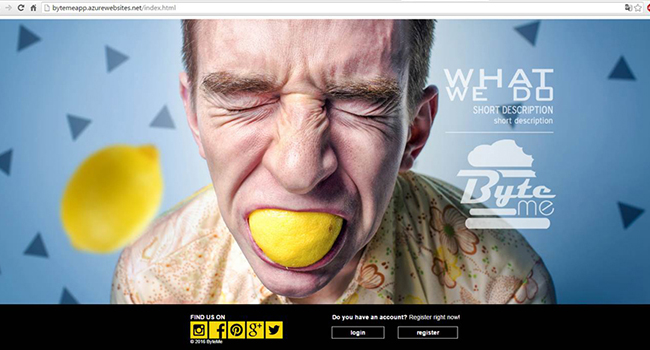 bytemeapp.azurewebsites.net/index.html
WHAT
WE DO
SHORT DESCRIPTION
short description
Byte
me
FIND US ON
Do you have an account? Register right now!
login
register
© 2016 ByteMe